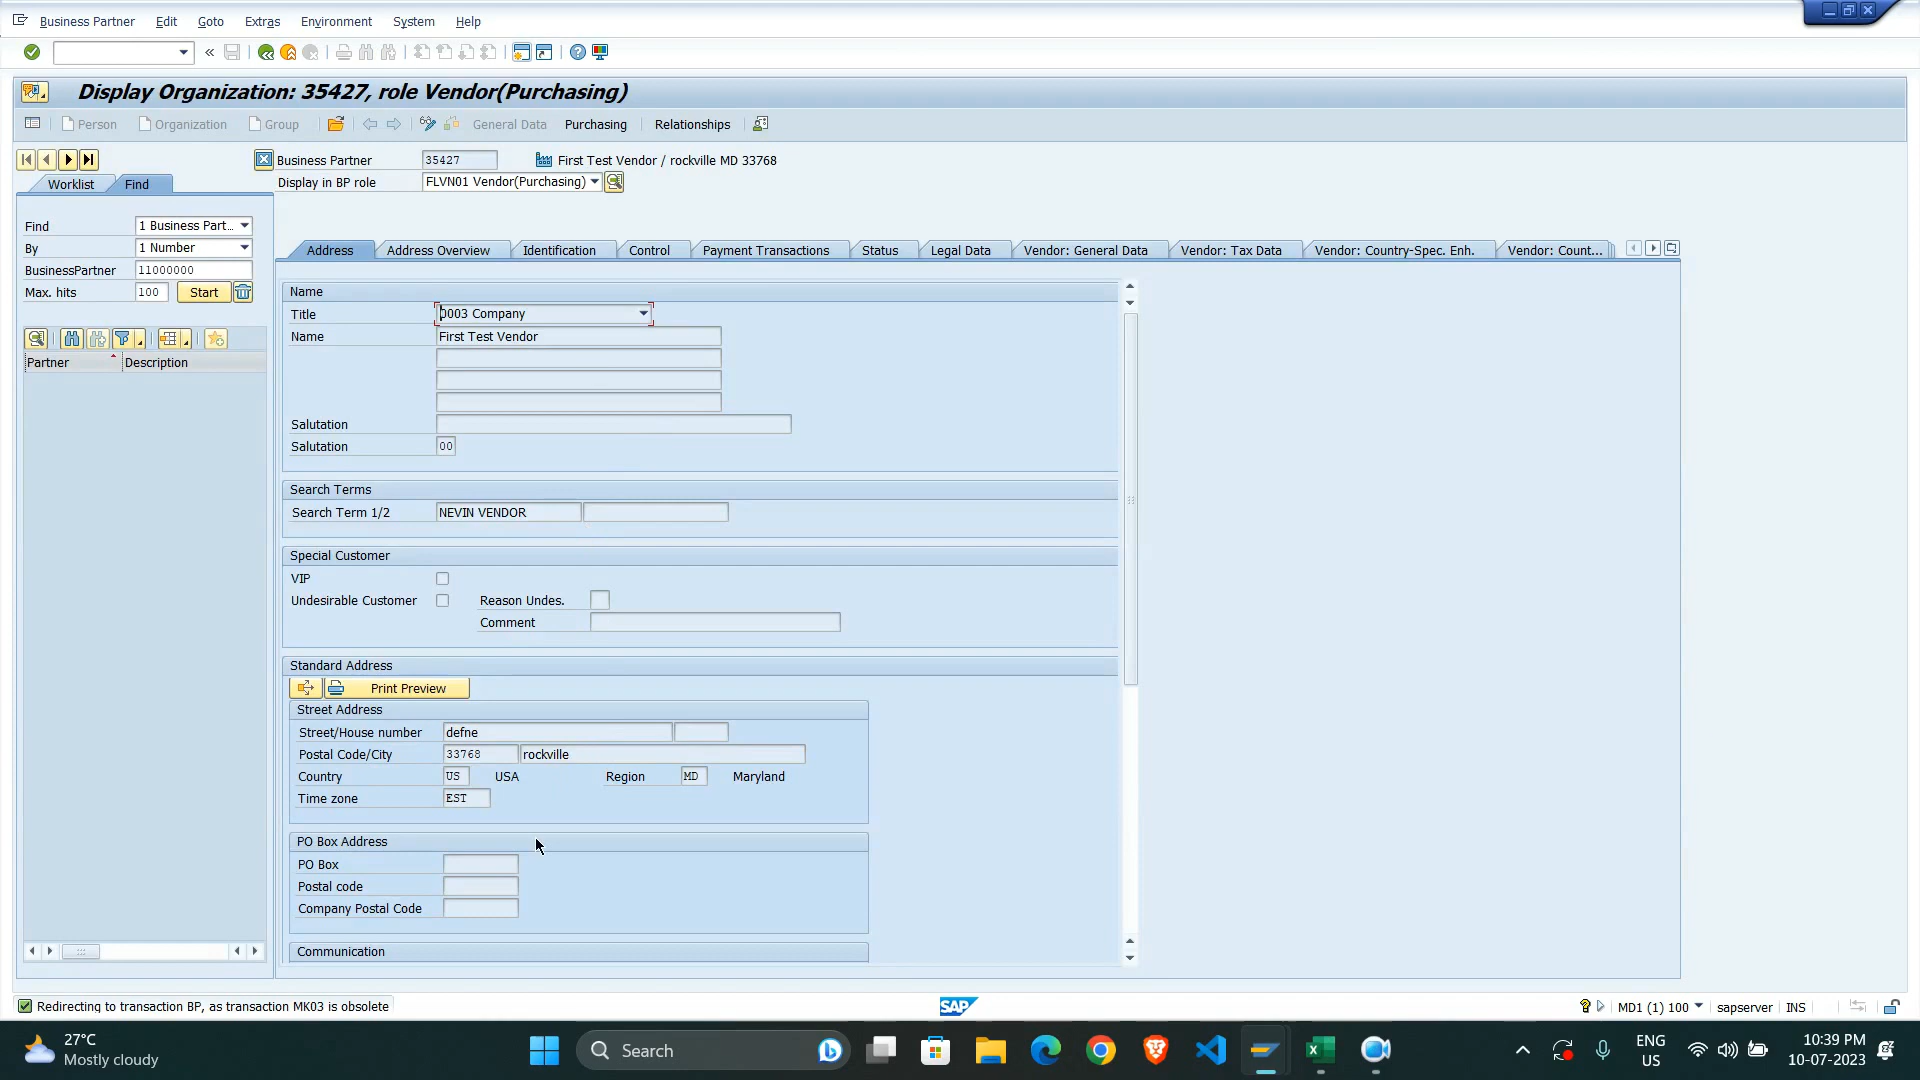 Business Partner Edit Goto Extras Environment System Help
Display Organization: 35427, role Vendor(Purchasing)
Person Organization Group General Data Purchasing Relationships
Business Partner 35427 First Test Vendor / rockville MD 33768
Worklist Find
Display in BP role FLVN01 Vendor(Purchasing)
Find 1 Business Part...
By 1 Number
BusinessPartner 11000000
Max. hits 100 Start
Partner Description
Address Address Overview Identification Control Payment Transactions Status Legal Data Vendor: General Data Vendor: Tax Data Vendor: Country-Spec. Enh. Vendor: Count...
Name
Title 0003 Company
Name First Test Vendor
Salutation
Salutation 00
Search Terms
Search Term 1/2 NEVIN VENDOR
Special Customer
VIP
Undesirable Customer Reason Undes.
Comment
Standard Address
Print Preview
Street Address
Street/House number defne
Postal Code/City 33768 rockville
Country US USA Region MD Maryland
Time zone EST
PO Box Address
PO Box
Postal code
Company Postal Code
Communication
Redirecting to transaction BP, as transaction MK03 is obsolete
SAP
MD1 (1) 100 sapserver INS
27°C
Mostly cloudy
Search
ENG
US
10:39 PM
10-07-2023